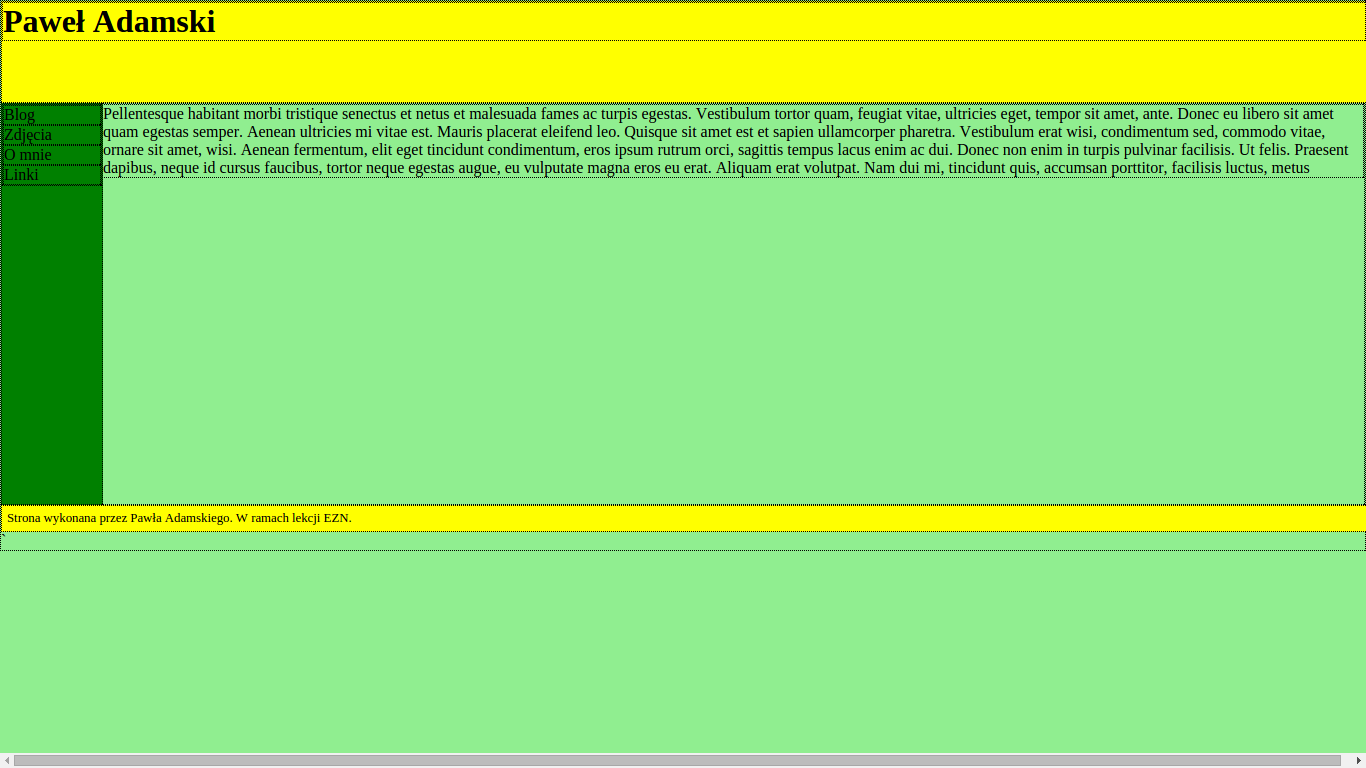 Paweł Adamski
Blog
Zdjęcia
O mnie
Linki
Pellentesque habitant morbi tristique senectus et netus et malesuada fames ac turpis egestas. Vestibulum tortor quam, feugiat vitae, ultricies eget, tempor sit amet, ante. Donec eu libero sit amet
quam egestas semper. Aenean ultricies mi vitae est. Mauris placerat eleifend leo. Quisque sit amet est et sapien ullamcorper pharetra. Vestibulum erat wisi, condimentum sed, commodo vitae,
ornare sit amet, wisi. Aenean fermentum, elit eget tincidunt condimentum, eros ipsum rutrum orci, sagittis tempus lacus enim ac dui. Donec non enim in turpis pulvinar facilisis. Ut felis. Praesent
dapibus, neque id cursus faucibus, tortor neque egestas augue, eu vulputate magna eros eu erat. Aliquam erat volutpat. Nam dui mi, tincidunt quis, accumsan porttitor, facilisis luctus, metus
Strona wykonana przez Pawła Adamskiego. W ramach lekcji EZN.
`